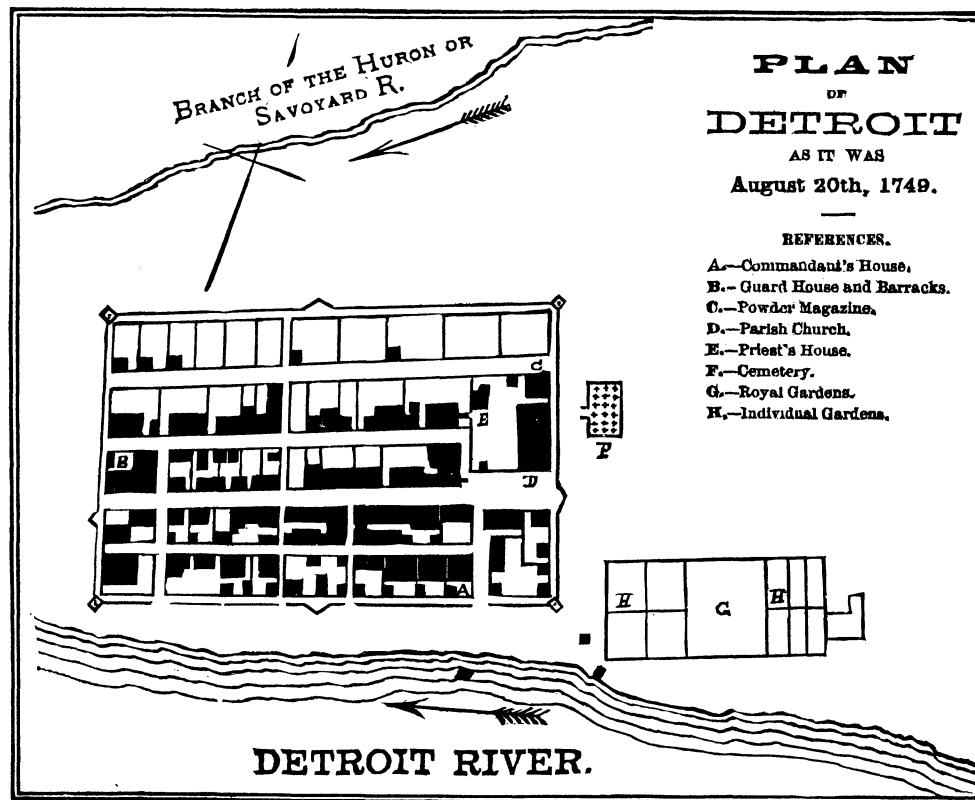 BRANCH OF THE HURON OR
SAVOYARD R.
PLAN
OF
DETROIT
AS IT WAS
August 20th, 1749.
REFERENCES.
A.—Commandant's House.
B.—Guard House and Barracks.
C.—Powder Magazine.
D.—Parish Church.
E.—Priest's House.
F.—Cemetery.
G.—Royal Gardens.
H.—Individual Gardens.
C
E
F
B
D
A
H
G
H
DETROIT RIVER.